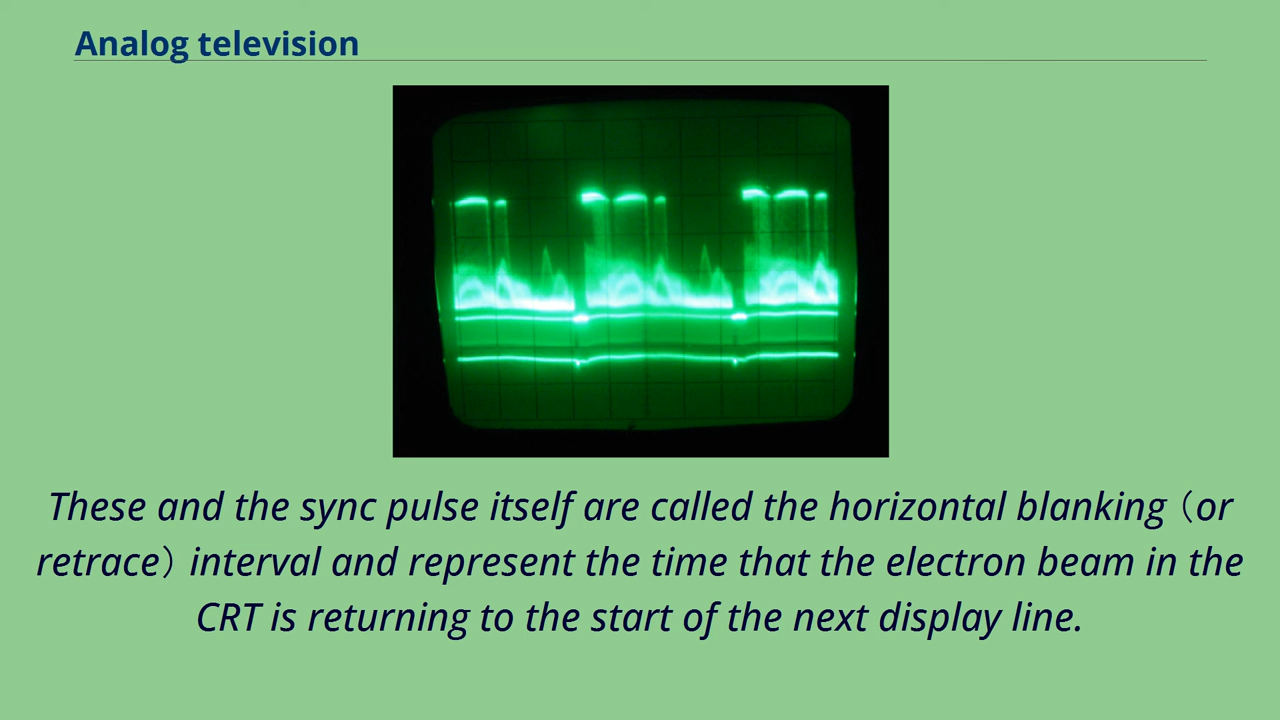 Analog television
These and the sync pulse itself are called the horizontal blanking （or
retrace） interval and represent the time that the electron beam in the
CRT is returning to the start of the next display line.